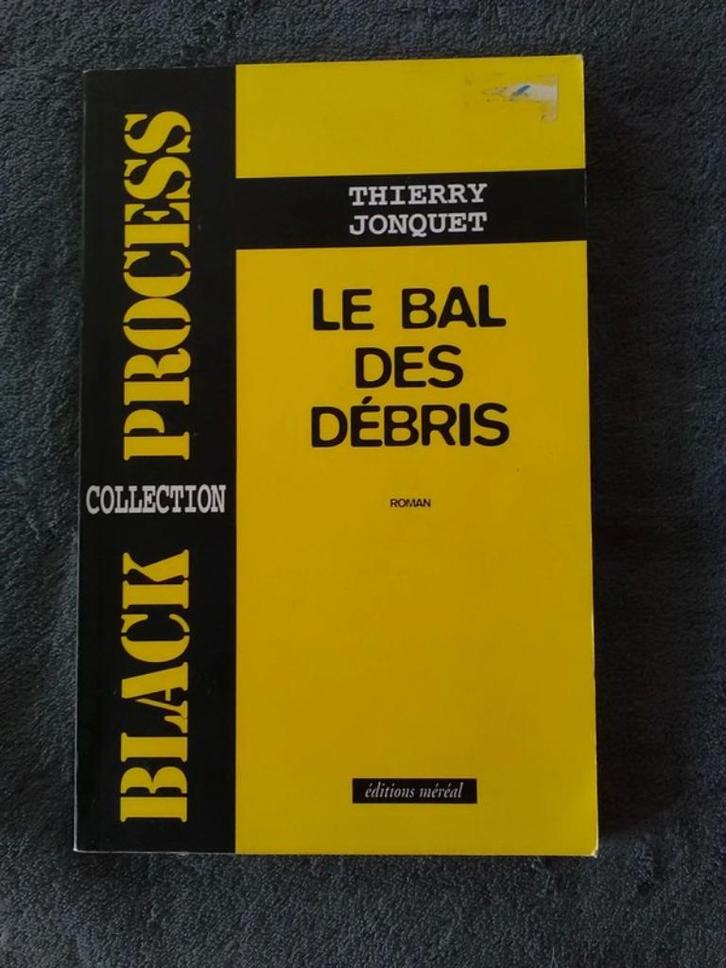 THIERRY
JONQUET
LE BAL
DES
DÉBRIS
ROMAN
éditions méréal
BLACK PROCESS
COLLECTION